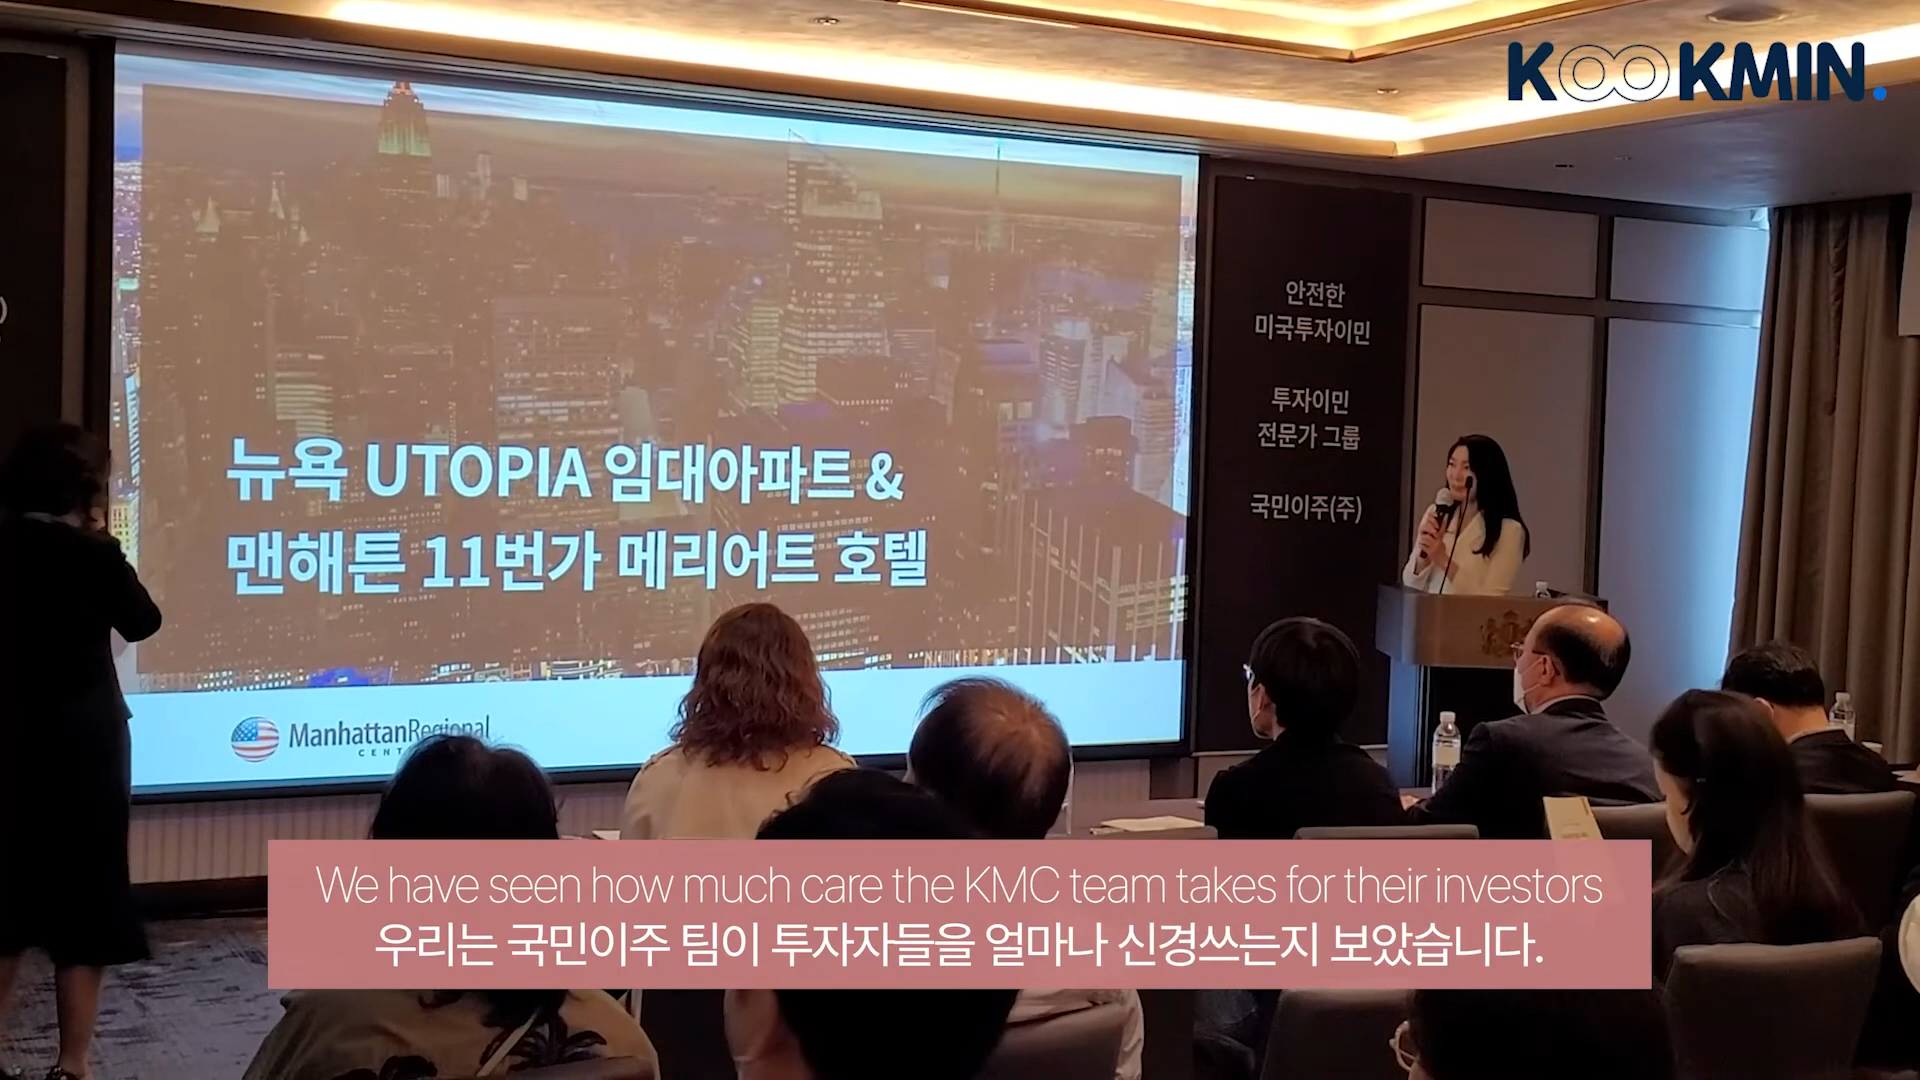 KOOKMIN.
뉴욕 UTOPIA 임대아파트 &
맨해튼 11번가 메리어트 호텔
ManhattanRegional
안전한
미국투자이민
투자이민
전문가 그룹
국민이주(주)
We have seen how much care the KMC team takes for their investors
우리는 국민이주 팀이 투자자들을 얼마나 신경쓰는지 보았습니다.